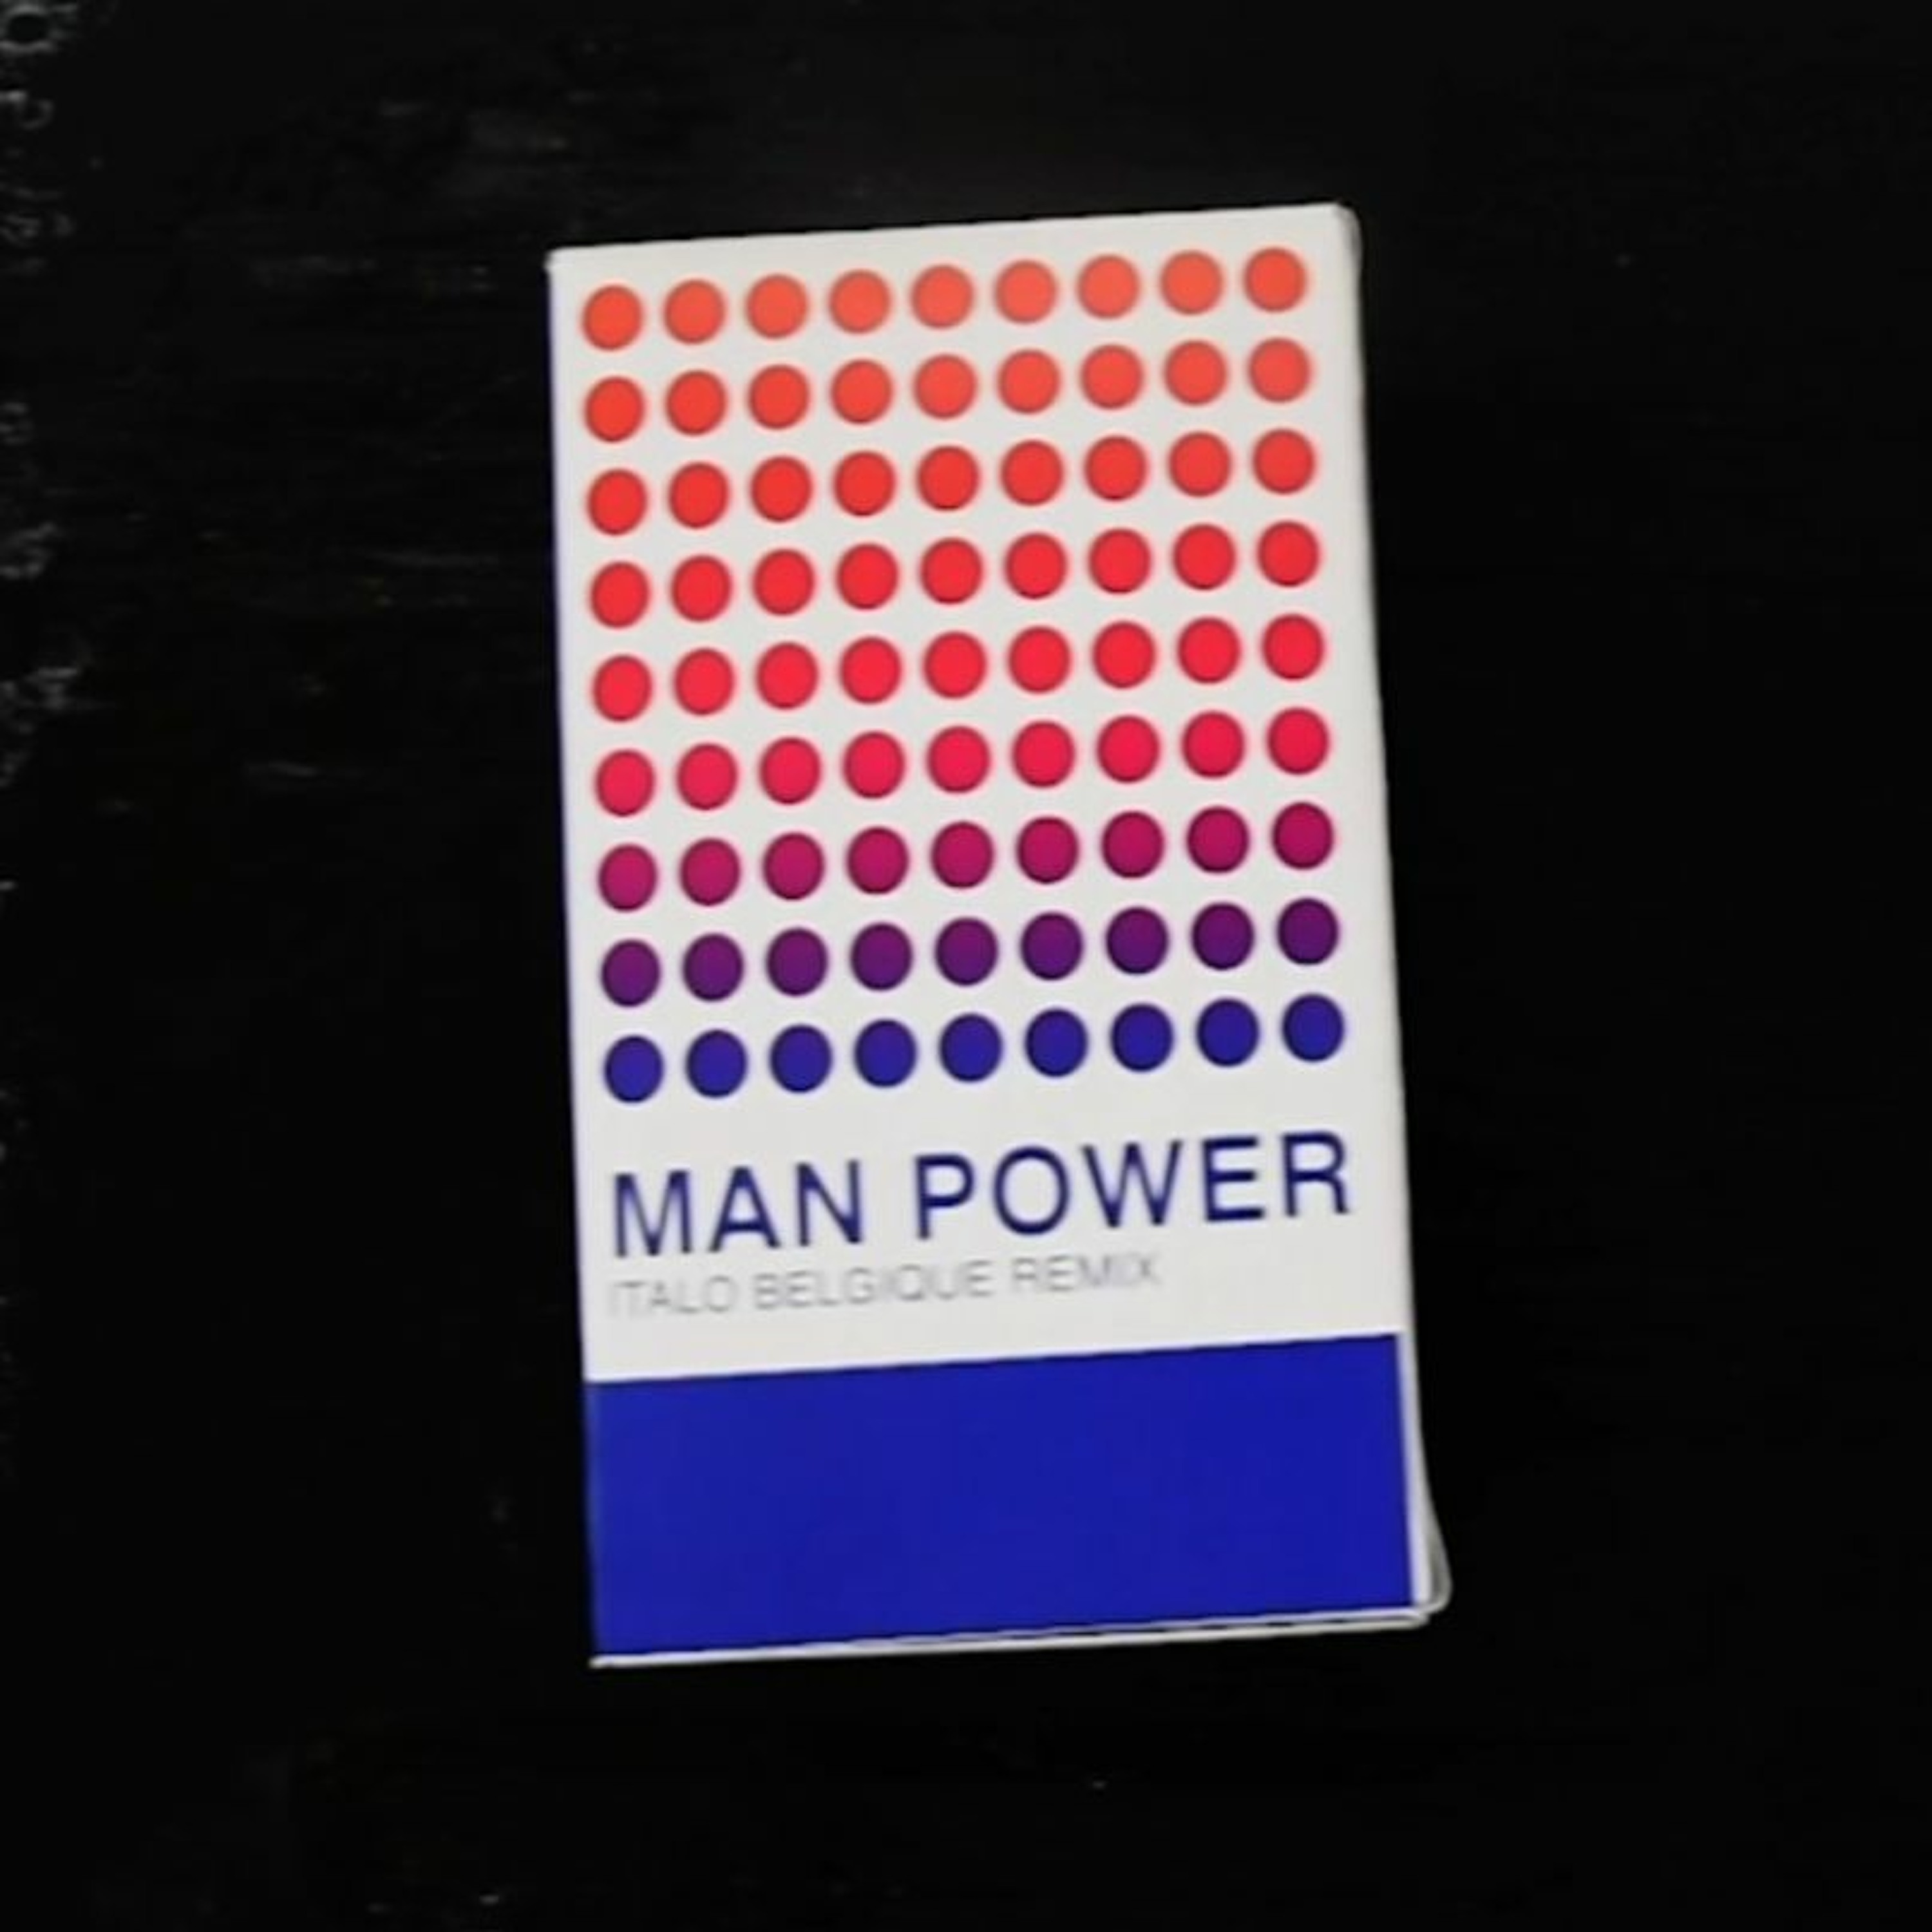 MAN POWER
ITALO BELGIQUE REMIX